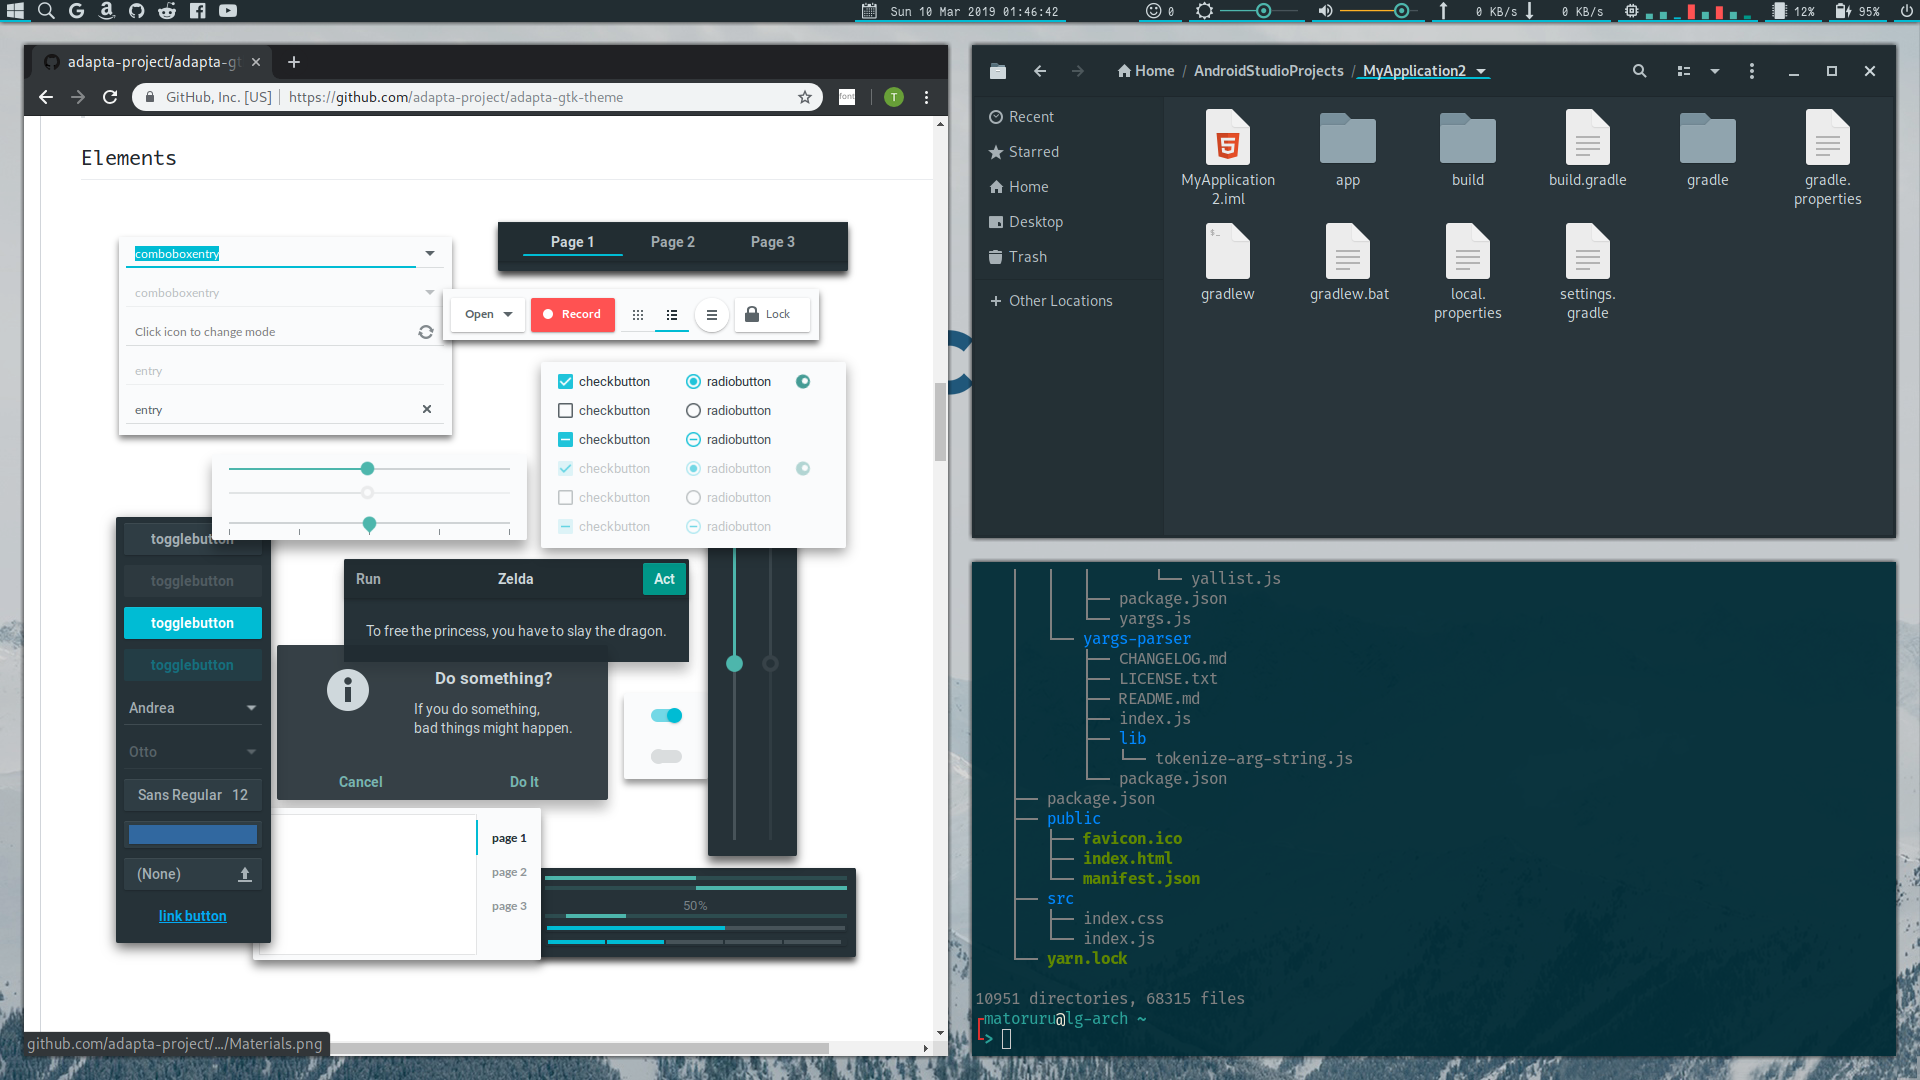 Sun 10 Mar 2019 01:46:42
0
0 KB/s
0 KB/s
12%
95%
adapta-project/adapta-gt
GitHub, Inc. [US]
https://github.com/adapta-project/adapta-gtk-theme
font
T
Elements
comboboxentry
comboboxentry
Click icon to change mode
entry
entry
Page 1
Page 2
Page 3
Open
Record
Lock
checkbutton
radiobutton
checkbutton
radiobutton
checkbutton
radiobutton
checkbutton
radiobutton
checkbutton
radiobutton
checkbutton
radiobutton
togglebutton
togglebutton
togglebutton
togglebutton
Andrea
Otto
Sans Regular 12
(None)
link button
Run
Zelda
Act
To free the princess, you have to slay the dragon.
Do something?
If you do something,
bad things might happen.
Cancel
Do It
page 1
page 2
page 3
50%
github.com/adapta-project/.../Materials.png
Home / AndroidStudioProjects / MyApplication2
Recent
Starred
Home
Desktop
Trash
Other Locations
MyApplication
2.iml
app
build
build.gradle
gradle
gradle.
properties
gradlew
gradlew.bat
local.
properties
settings.
gradle
yallist.js
package.json
yargs.js
yargs-parser
CHANGELOG.md
LICENSE.txt
README.md
index.js
lib
tokenize-arg-string.js
package.json
package.json
public
favicon.ico
index.html
manifest.json
src
index.css
index.js
yarn.lock
10951 directories, 68315 files
matoruru@lg-arch ~
>